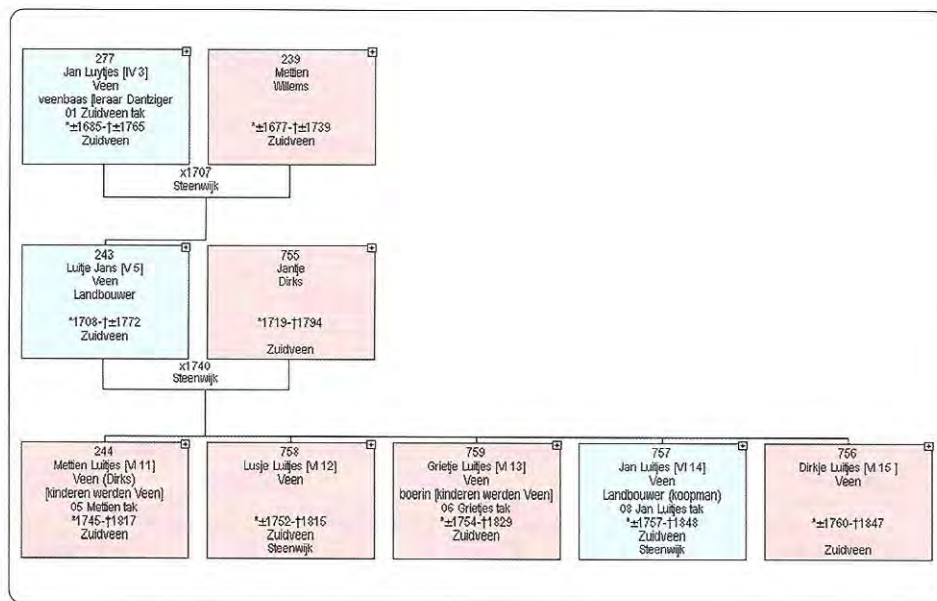 277
Jan Luytjes [IV 3]
Veen
veenbaas [leraar Dantziger
01 Zuidveen tak
*±1685-†±1765
Zuidveen
239
Mettien
Willems
*±1677-†±1739
Zuidveen
x1707
Steenwijk
243
Luitje Jans [V 5]
Veen
Landbouwer
*1708-†±1772
Zuidveen
755
Jantje
Dirks
*1719-†1794
Zuidveen
x1740
Steenwijk
244
Mettien Luitjes [VI 11]
Veen (Dirks)
[kinderen werden Veen]
05 Mettien tak
*1745-†1817
Zuidveen
758
Lusje Luitjes [VI 12]
Veen
*±1752-†1815
Zuidveen
Steenwijk
759
Grietje Luitjes [VI 13]
Veen
boerin [kinderen werden Veen]
06 Grietjes tak
*±1754-†1829
Zuidveen
757
Jan Luitjes [VI 14]
Veen
Landbouwer (koopman)
08 Jan Luitjes tak
*±1757-†1848
Zuidveen
Steenwijk
756
Dirkje Luitjes [VI 15 ]
Veen
*±1760-†1847
Zuidveen